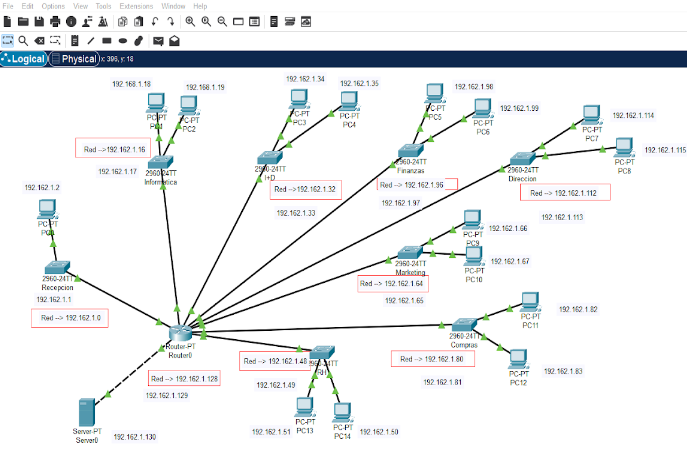 File Edit Options View Tools Extensions Window Help
Logical Physical x: 396, y: 18
192.168.1.18
192.168.1.19
PC-PT
PC-PT
PC2
Rad -->192.162.1.16
192.162.1.17
2960-24TT
Informatica
192.162.1.34
192.162.1.35
PC-PT
PC3
PC-PT
PC4
2960-24TT
I+D
Red -->192.162.1.32
192.162.1.33
192.162.1.98
PC-PT
PC5
192.162.1.99
PC-PT
PC6
2960-24TT
Finanzas
Red --> 192.162.1.96
192.162.1.97
192.162.1.114
PC-PT
PC7
192.162.1.115
PC-PT
PC8
2960-24TT
Direccion
Red --> 192.162.1.112
192.162.1.113
192.162.1.2
PC-PT
2960-24TT
Recepcion
192.162.1.1
Red --> 192.162.1.0
192.162.1.66
PC-PT
PC9
192.162.1.67
PC-PT
PC10
2960-24TT
Marketing
Red --> 192.162.1.64
192.162.1.65
192.162.1.82
PC-PT
PC11
2960-24TT
Compras
Red --> 192.162.1.80
192.162.1.81
192.162.1.83
PC-PT
PC12
Router-PT
Router0
Red --> 192.162.1.48
2960-24TT
RH
192.162.1.49
192.162.1.51
PC-PT
PC13
PC-PT
PC14
192.162.1.50
Red --> 192.162.1.128
192.162.1.129
Server-PT
Server0
192.162.1.130